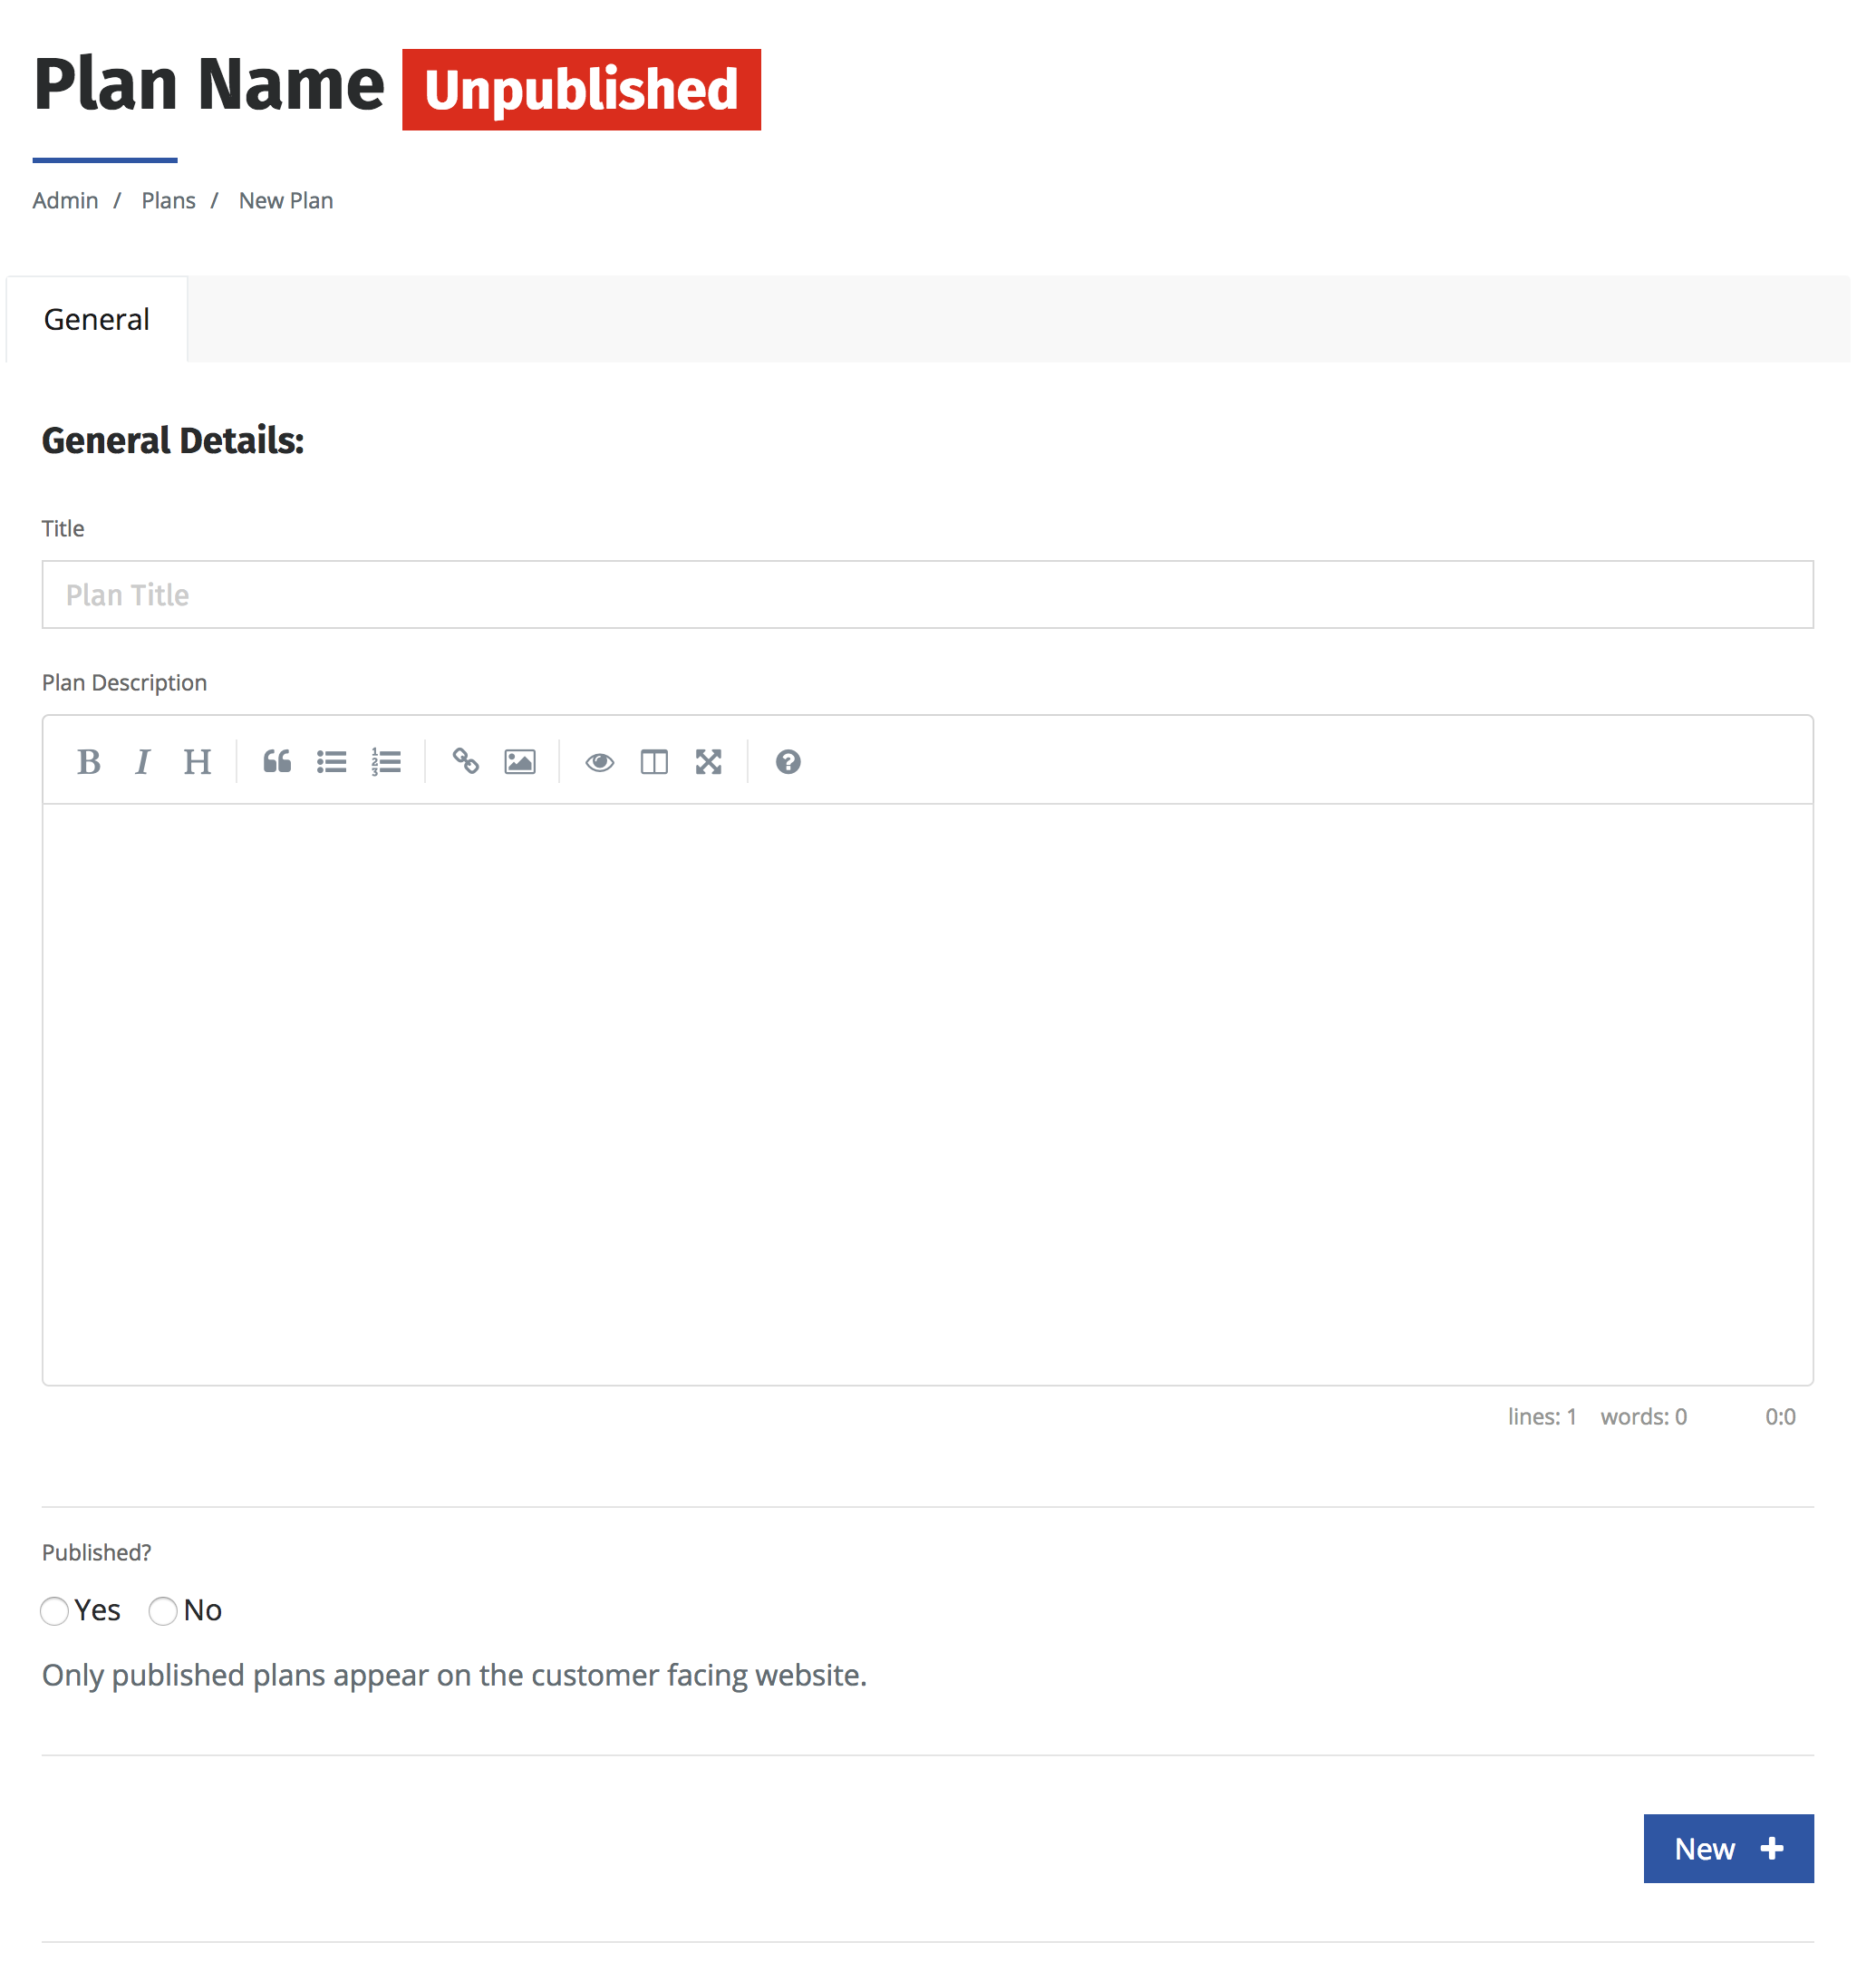 Plan Name Unpublished
Admin / Plans / New Plan
General
General Details:
Title
Plan Title
Plan Description
B I H
lines: 1 words: 0 0:0
Published?
Yes No
Only published plans appear on the customer facing website.
New +